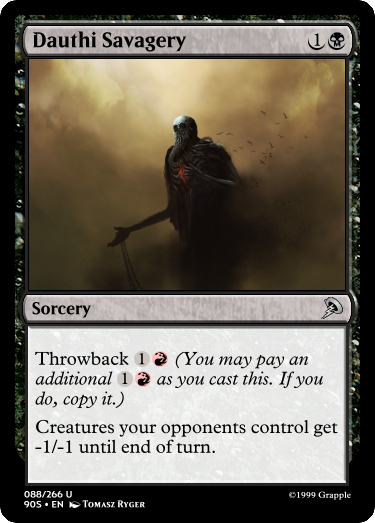 Dauthi Savagery 1
Sorcery
Throwback 1 (You may pay an
additional 1 as you cast this. If you
do, copy it.)
Creatures your opponents control get
-1/-1 until end of turn.
088/266 U
90S • EN Tomasz Ryger
©1999 Grapple